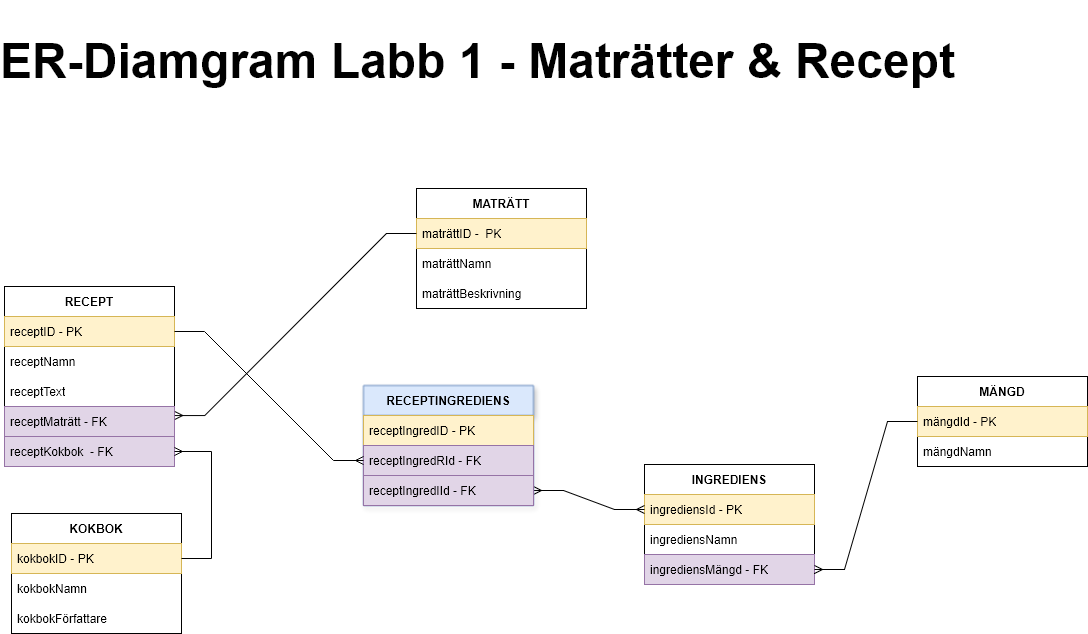 ER-Diamgram Labb 1 - Maträtter & Recept
MATRÄTT
maträttID - PK
maträttNamn
maträttBeskrivning
RECEPT
receptID - PK
receptNamn
receptText
receptMaträtt - FK
receptKokbok - FK
RECEPTINGREDIENS
receptIngredID - PK
receptIngredRId - FK
receptIngredIId - FK
MÄNGD
mängdId - PK
mängdNamn
INGREDIENS
ingrediensId - PK
ingrediensNamn
ingrediensMängd - FK
KOKBOK
kokbokID - PK
kokbokNamn
kokbokFörfattare